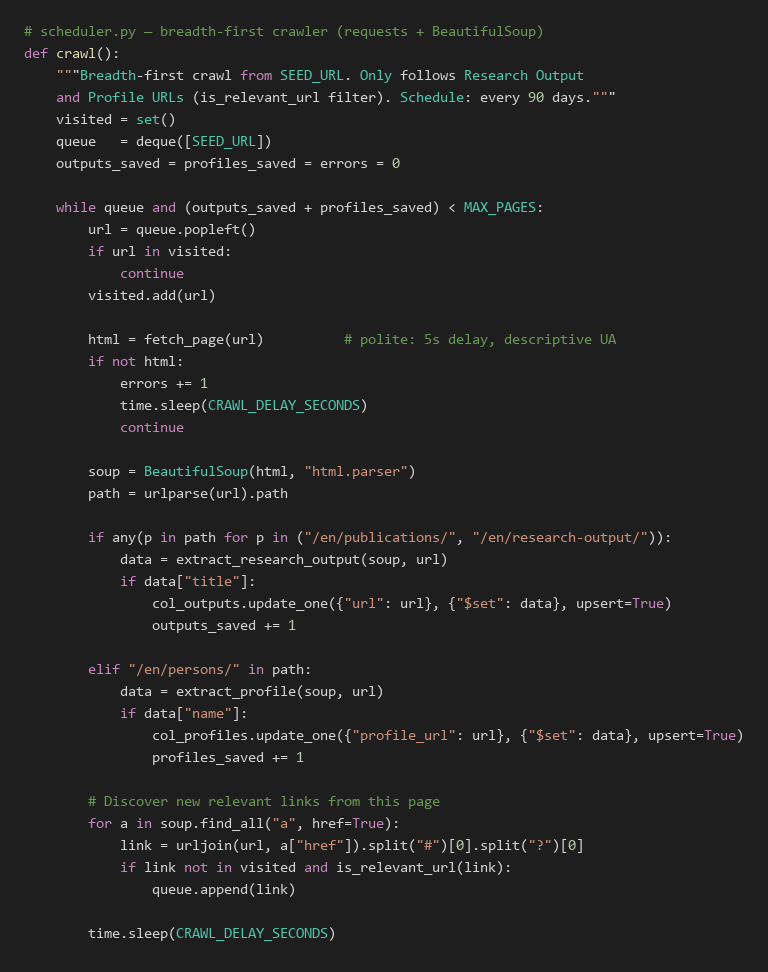 # scheduler.py — breadth-first crawler (requests + BeautifulSoup)
def crawl():
    """Breadth-first crawl from SEED_URL. Only follows Research Output
    and Profile URLs (is_relevant_url filter). Schedule: every 90 days."""
    visited = set()
    queue   = deque([SEED_URL])
    outputs_saved = profiles_saved = errors = 0

    while queue and (outputs_saved + profiles_saved) < MAX_PAGES:
        url = queue.popleft()
        if url in visited:
            continue
        visited.add(url)

        html = fetch_page(url)          # polite: 5s delay, descriptive UA
        if not html:
            errors += 1
            time.sleep(CRAWL_DELAY_SECONDS)
            continue

        soup = BeautifulSoup(html, "html.parser")
        path = urlparse(url).path

        if any(p in path for p in ("/en/publications/", "/en/research-output/")):
            data = extract_research_output(soup, url)
            if data["title"]:
                col_outputs.update_one({"url": url}, {"$set": data}, upsert=True)
                outputs_saved += 1

        elif "/en/persons/" in path:
            data = extract_profile(soup, url)
            if data["name"]:
                col_profiles.update_one({"profile_url": url}, {"$set": data}, upsert=True)
                profiles_saved += 1

        # Discover new relevant links from this page
        for a in soup.find_all("a", href=True):
            link = urljoin(url, a["href"]).split("#")[0].split("?")[0]
            if link not in visited and is_relevant_url(link):
                queue.append(link)

        time.sleep(CRAWL_DELAY_SECONDS)